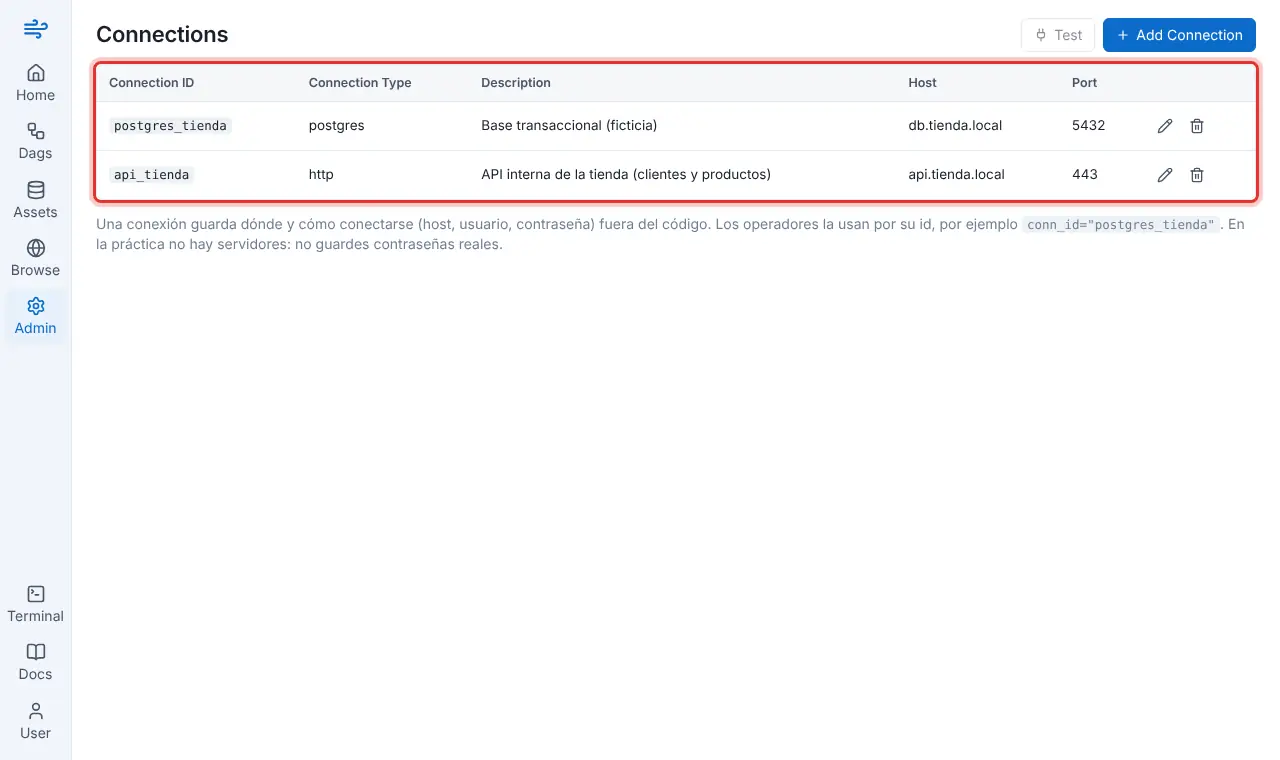 Connections
Test
+ Add Connection
Home
Dags
Assets
Browse
Admin
Terminal
Docs
User
Connection ID Connection Type Description Host Port
postgres_tienda postgres Base transaccional (ficticia) db.tienda.local 5432
api_tienda http API interna de la tienda (clientes y productos) api.tienda.local 443
Una conexión guarda dónde y cómo conectarse (host, usuario, contraseña) fuera del código. Los operadores la usan por su id, por ejemplo conn_id="postgres_tienda". En
la práctica no hay servidores: no guardes contraseñas reales.